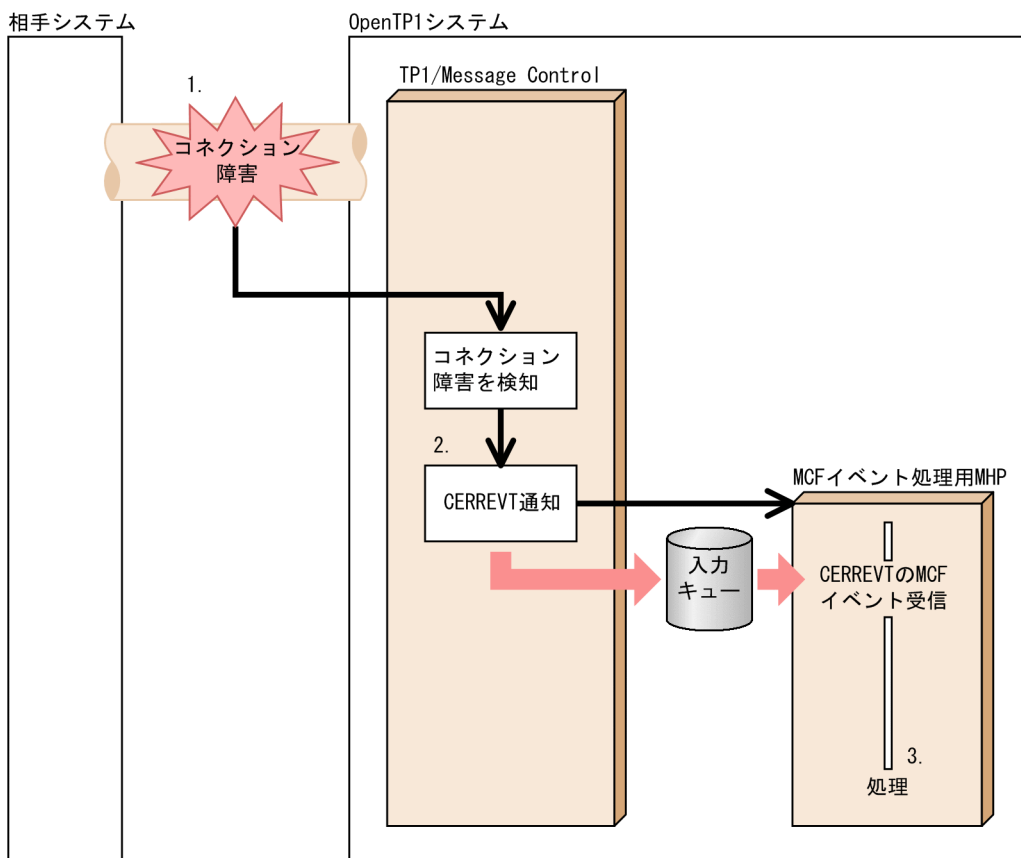 相手システム
OpenTP1システム
TP1/Message Control
1.
コネクション
障害
コネクション
障害を検知
2.
CERREVT通知
MCFイベント処理用MHP
入力
キュー
CERREVTのMCF
イベント受信
3.
処理